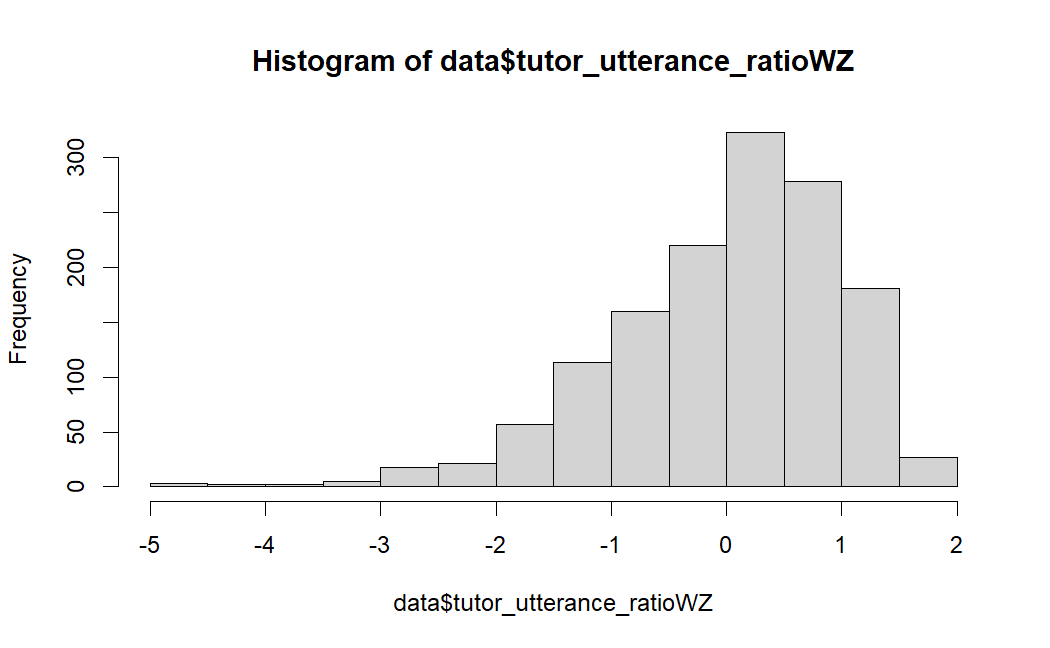 Histogram of data$tutor_utterance_ratioWZ
Frequency
300
200
100
50
0
-5 -4 -3 -2 -1 0 1 2
data$tutor_utterance_ratioWZ